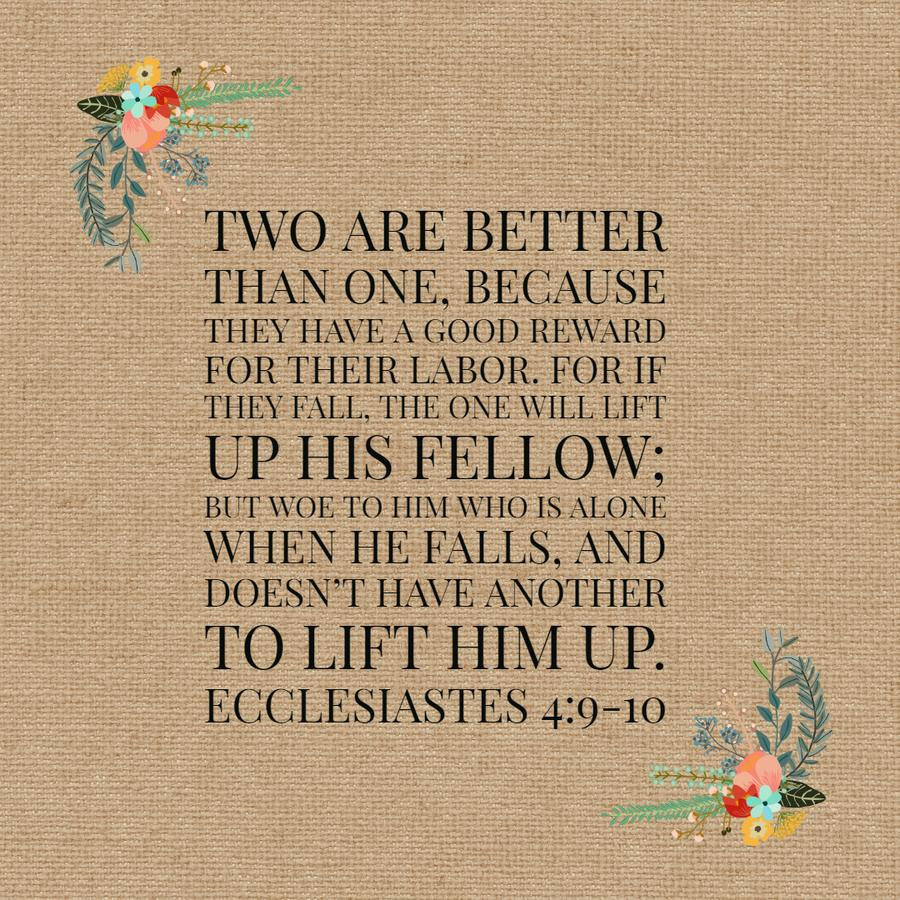 TWO ARE BETTER
THAN ONE, BECAUSE
THEY HAVE A GOOD REWARD
FOR THEIR LABOR. FOR IF
THEY FALL, THE ONE WILL LIFT
UP HIS FELLOW;
BUT WOE TO HIM WHO IS ALONE
WHEN HE FALLS, AND
DOESN’T HAVE ANOTHER
TO LIFT HIM UP.
ECCLESIASTES 4:9-10